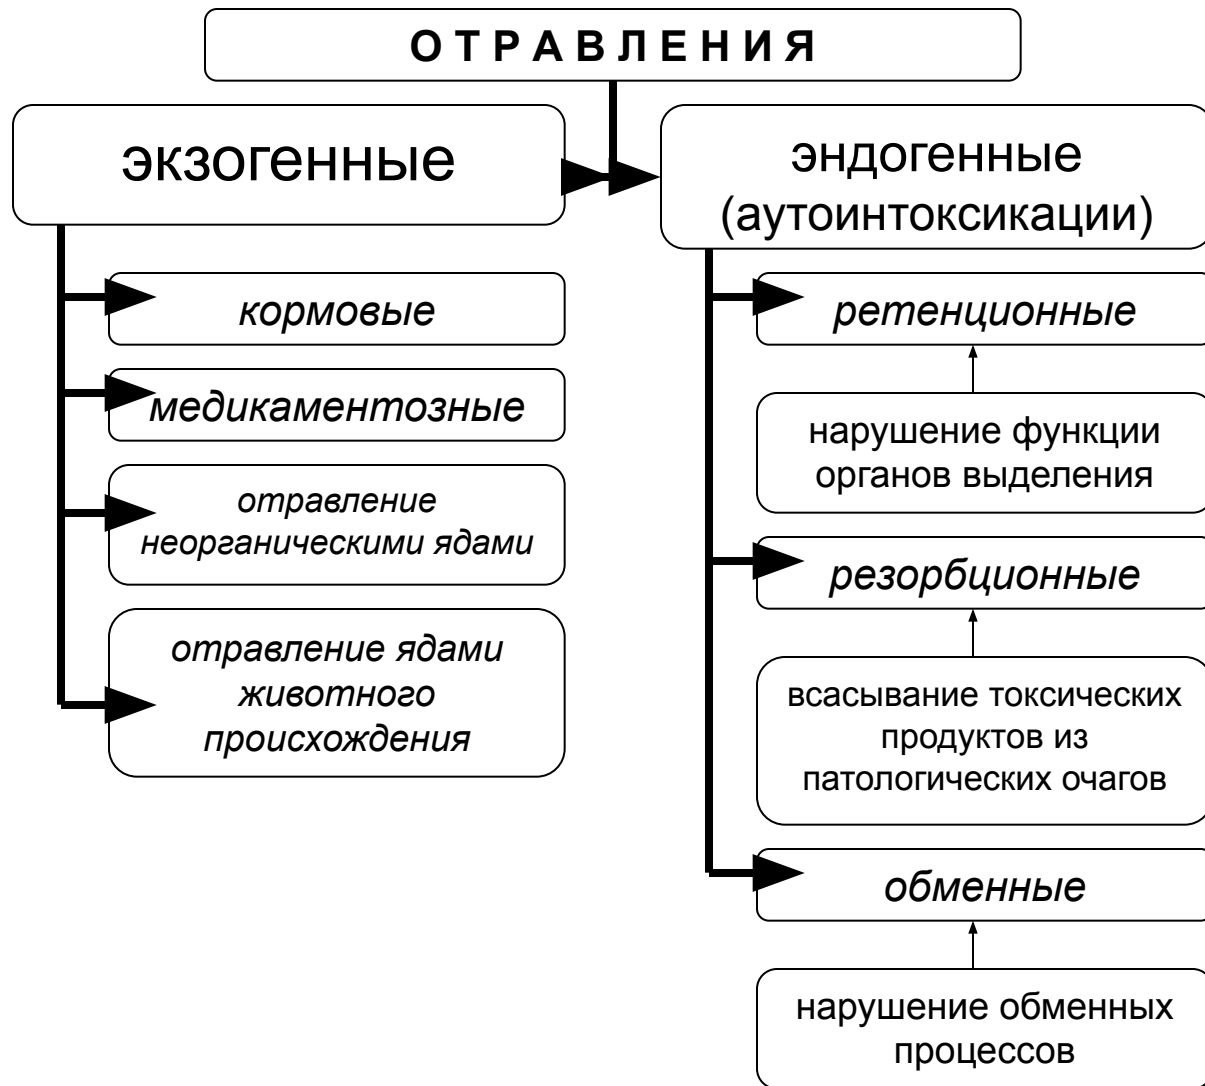 О Т Р А В Л Е Н И Я
экзогенные
кормовые
медикаментозные
отравление
неорганическими ядами
отравление ядами
животного
происхождения
эндогенные
(аутоинтоксикации)
ретенционные
нарушение функции
органов выделения
резорбционные
всасывание токсических
продуктов из
патологических очагов
обменные
нарушение обменных
процессов